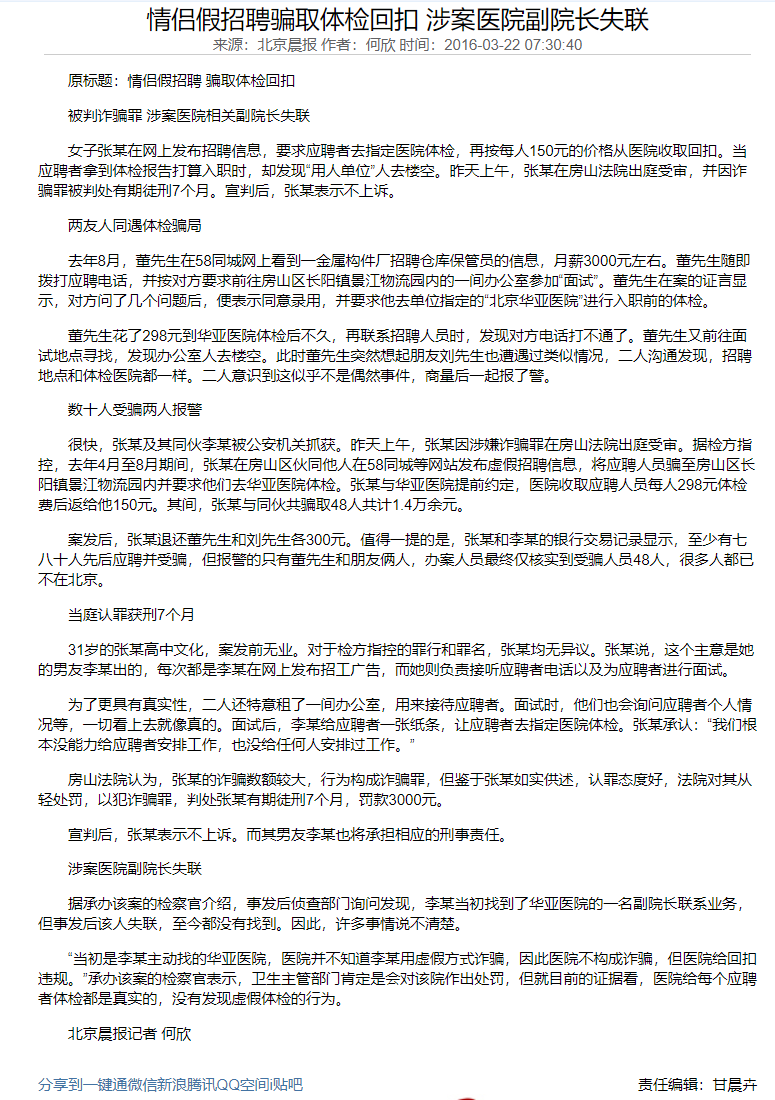 情侣假招聘骗取体检回扣 涉案医院副院长失联
来源：北京晨报 作者：何欣 时间：2016-03-22 07:30:40
原标题：情侣假招聘 骗取体检回扣
被判诈骗罪 涉案医院相关副院长失联
女子张某在网上发布招聘信息，要求应聘者去指定医院体检，再按每人150元的价格从医院收取回扣。当
应聘者拿到体检报告打算入职时，却发现“用人单位”人去楼空。昨天上午，张某在房山法院出庭受审，并因诈
骗罪被判处有期徒刑7个月。宣判后，张某表示不上诉。
两友人同遇体检骗局
去年8月，董先生在58同城网上看到一金属构件厂招聘仓库保管员的信息，月薪3000元左右。董先生随即
拨打应聘电话，并按对方要求前往房山区长阳镇景江物流园内的一间办公室参加“面试”。董先生在案的证言显
示，对方问了几个问题后，便表示同意录用，并要求他去单位指定的“北京华亚医院”进行入职前的体检。
董先生花了298元到华亚医院体检后不久，再联系招聘人员时，发现对方电话打不通了。董先生又前往面
试地点寻找，发现办公室人去楼空。此时董先生突然想起朋友刘先生也遭遇过类似情况，二人沟通发现，招聘
地点和体检医院都一样。二人意识到这似乎不是偶然事件，商量后一起报了警。
数十人受骗两人报警
很快，张某及其同伙李某被公安机关抓获。昨天上午，张某因涉嫌诈骗罪在房山法院出庭受审。据检方指
控，去年4月至8月期间，张某在房山区伙同他人在58同城等网站发布虚假招聘信息，将应聘人员骗至房山区长
阳镇景江物流园内并要求他们去华亚医院体检。张某与华亚医院提前约定，医院收取应聘人员每人298元体检
费后返给他150元。其间，张某与同伙共骗取48人共计1.4万余元。
案发后，张某退还董先生和刘先生各300元。值得一提的是，张某和李某的银行交易记录显示，至少有七
八十人先后应聘并受骗，但报警的只有董先生和朋友俩人，办案人员最终仅核实到受骗人员48人，很多人都已
不在北京。
当庭认罪获刑7个月
31岁的张某高中文化，案发前无业。对于检方指控的罪行和罪名，张某均无异议。张某说，这个主意是她
的男友李某出的，每次都是李某在网上发布招工广告，而她则负责接听应聘者电话以及为应聘者进行面试。
为了更具有真实性，二人还特意租了一间办公室，用来接待应聘者。面试时，他们也会询问应聘者个人情
况等，一切看上去就像真的。面试后，李某给应聘者一张纸条，让应聘者去指定医院体检。张某承认：“我们根
本没能力给应聘者安排工作，也没给任何人安排过工作。”
房山法院认为，张某的诈骗数额较大，行为构成诈骗罪，但鉴于张某如实供述，认罪态度好，法院对其从
轻处罚，以犯诈骗罪，判处张某有期徒刑7个月，罚款3000元。
宣判后，张某表示不上诉。而其男友李某也将承担相应的刑事责任。
涉案医院副院长失联
据承办该案的检察官介绍，事发后侦查部门询问发现，李某当初找到了华亚医院的一名副院长联系业务，
但事发后该人失联，至今都没有找到。因此，许多事情说不清楚。
“当初是李某主动找的华亚医院，医院并不知道李某用虚假方式诈骗，因此医院不构成诈骗，但医院给回扣
违规。”承办该案的检察官表示，卫生主管部门肯定是会对该院作出处罚，但就目前的证据看，医院给每个应聘
者体检都是真实的，没有发现虚假体检的行为。
北京晨报记者 何欣
分享到一键通微信新浪腾讯QQ空间i贴吧
责任编辑：甘晨卉